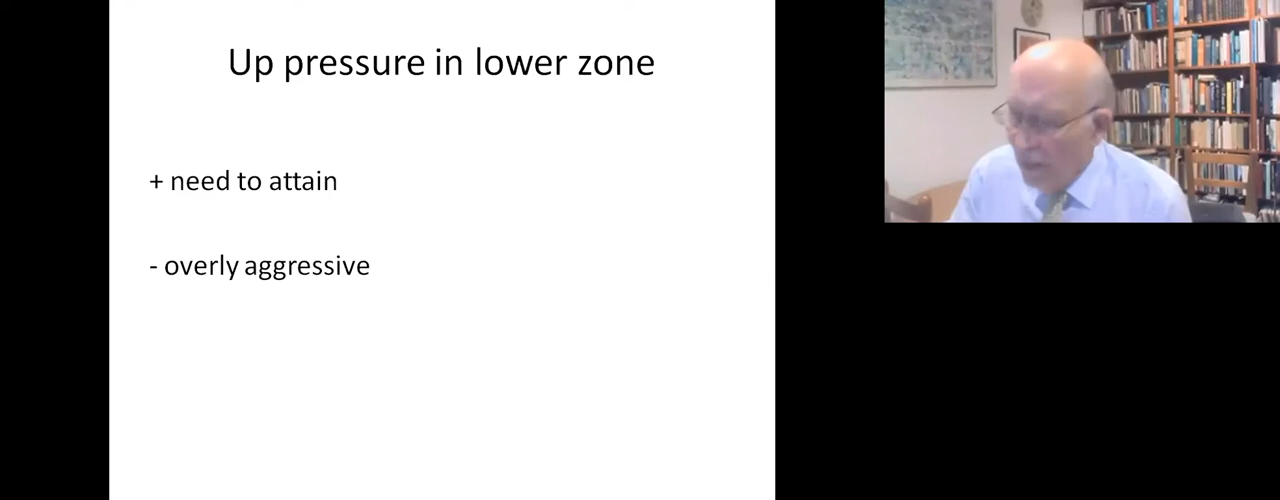 Up pressure in lower zone
+ need to attain
- overly aggressive